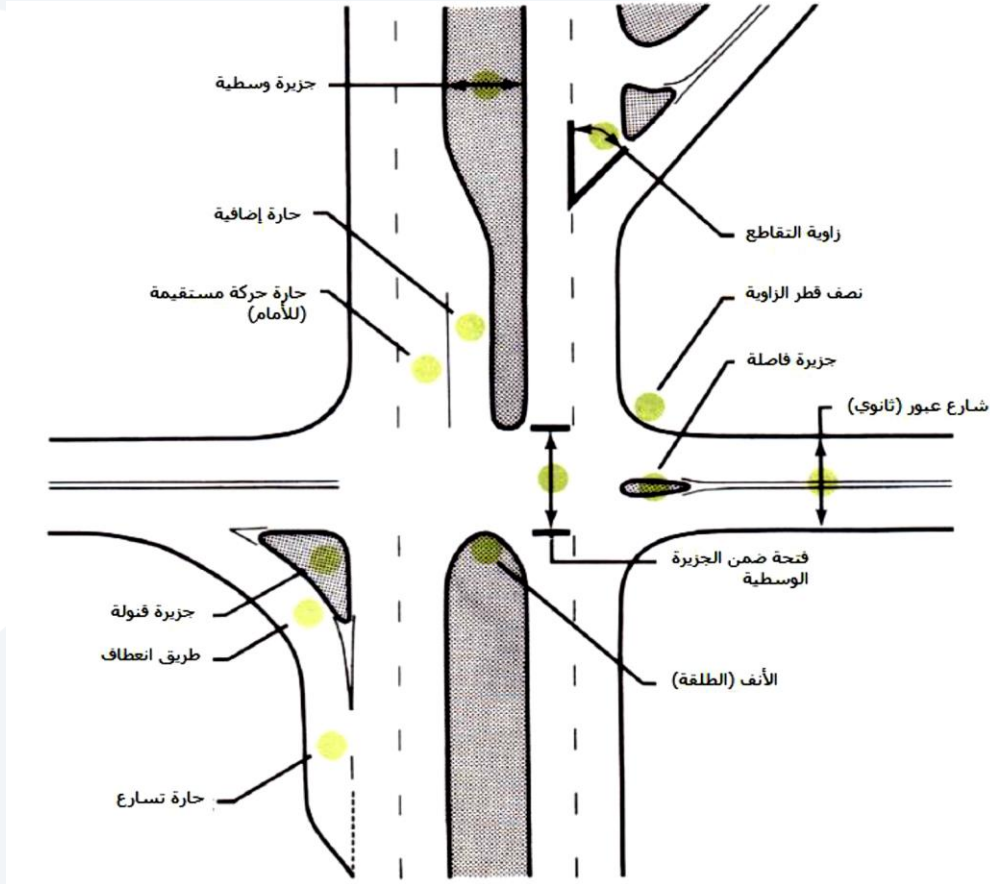 جزيرة وسطية
حارة إضافية
زاوية التقاطع
حارة حركة مستقيمة
(للأمام)
نصف قطر الزاوية
جزيرة فاصلة
شارع عبور (ثانوي)
فتحة ضمن الجزيرة
الوسطية
جزيرة قنولة
طريق انعطاف
الأنف (الطلقة)
حارة تسارع